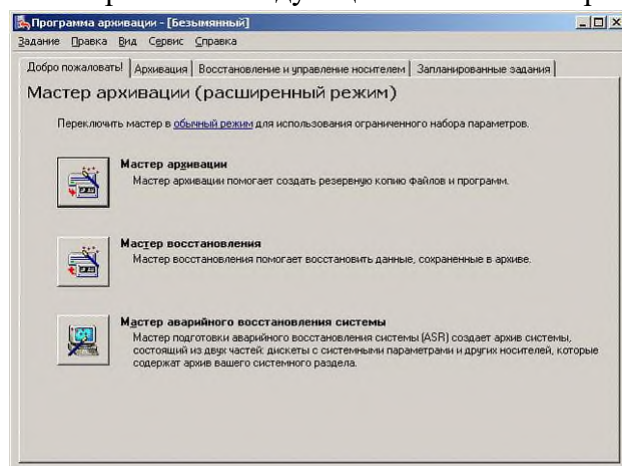 Программа архивации - [Безымянный]
Задание Правка Вид Сервис Справка
Добро пожаловать! Архивация Восстановление и управление носителем Запланированные задания
Мастер архивации (расширенный режим)
Переключить мастер в обычный режим для использования ограниченного набора параметров.
Мастер архивации
Мастер архивации помогает создать резервную копию файлов и программ.
Мастер восстановления
Мастер восстановления помогает восстановить данные, сохраненные в архиве.
Мастер аварийного восстановления системы
Мастер подготовки аварийного восстановления системы (ASR) создает архив системы,
состоящий из двух частей: дискеты с системными параметрами и других носителей, которые
содержат архив вашего системного раздела.